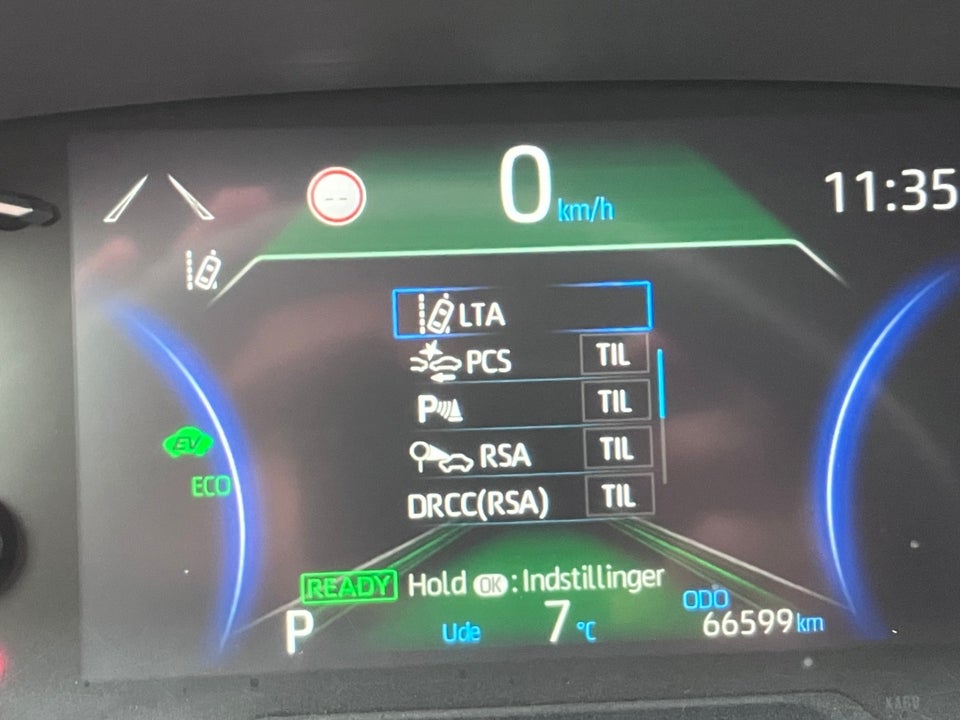 -- 0 km/h 11:35
LTA
PCS TIL
P TIL
RSA TIL
DRCC(RSA) TIL
EV
ECO
READY Hold OK : Indstillinger
P Ude 7 °C ODO 66599 km